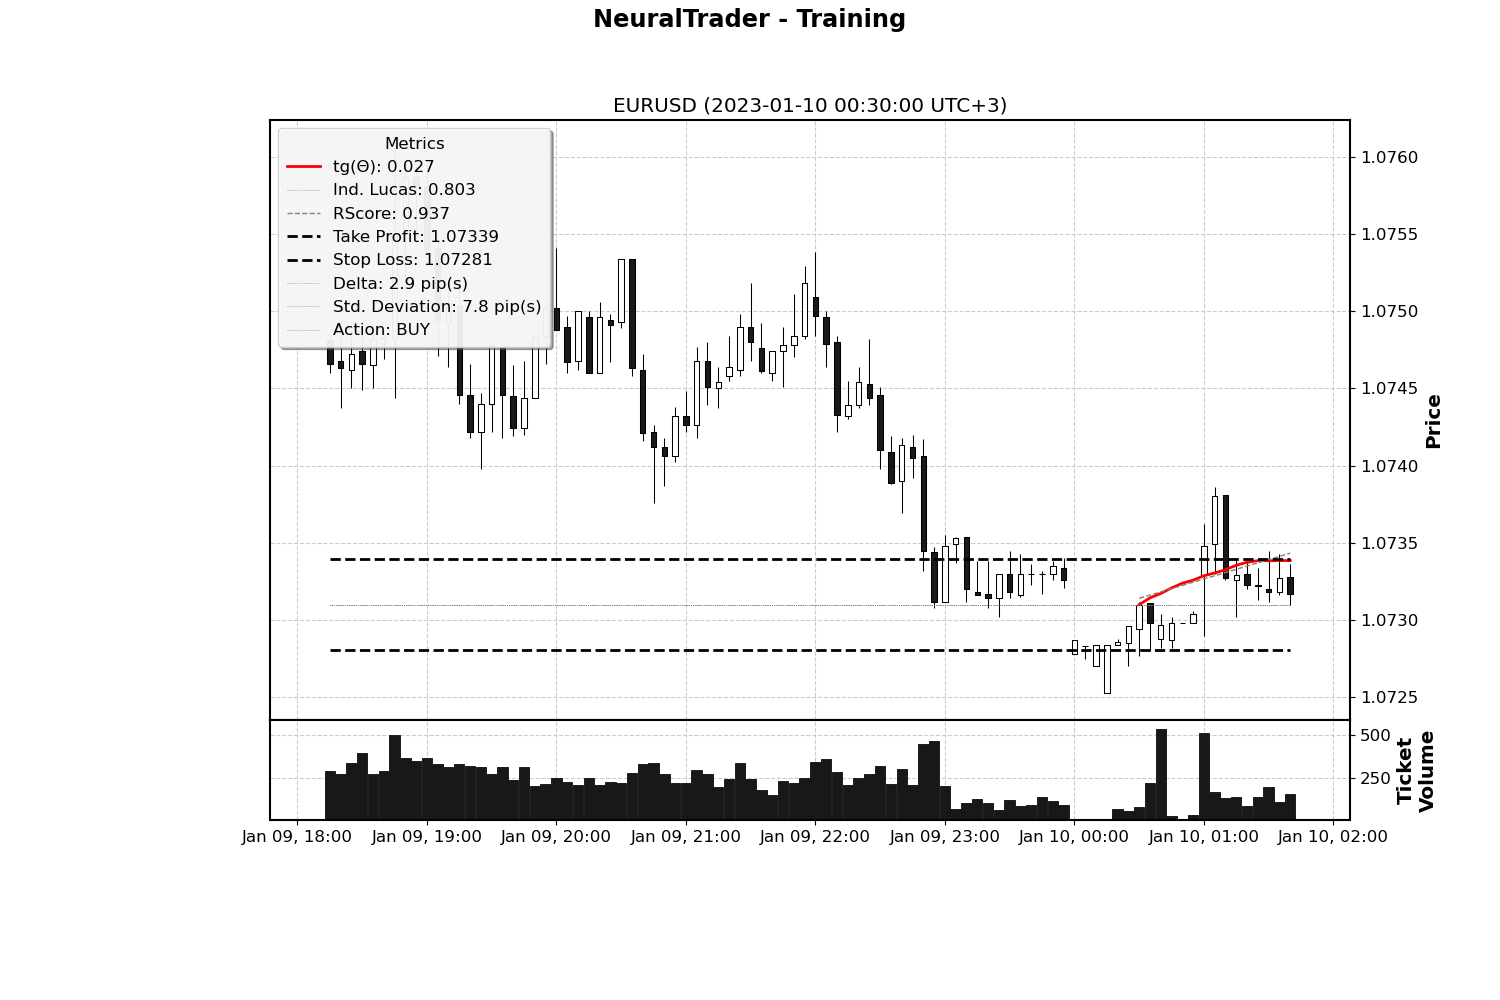 NeuralTrader - Training
EURUSD (2023-01-10 00:30:00 UTC+3)
Metrics
tg(Θ): 0.027
Ind. Lucas: 0.803
RScore: 0.937
Take Profit: 1.07339
Stop Loss: 1.07281
Delta: 2.9 pip(s)
Std. Deviation: 7.8 pip(s)
Action: BUY
1.0760
1.0755
1.0750
1.0745
1.0740
1.0735
1.0730
1.0725
Price
500
250
Ticket
Volume
Jan 09, 18:00
Jan 09, 19:00
Jan 09, 20:00
Jan 09, 21:00
Jan 09, 22:00
Jan 09, 23:00
Jan 10, 00:00
Jan 10, 01:00
Jan 10, 02:00